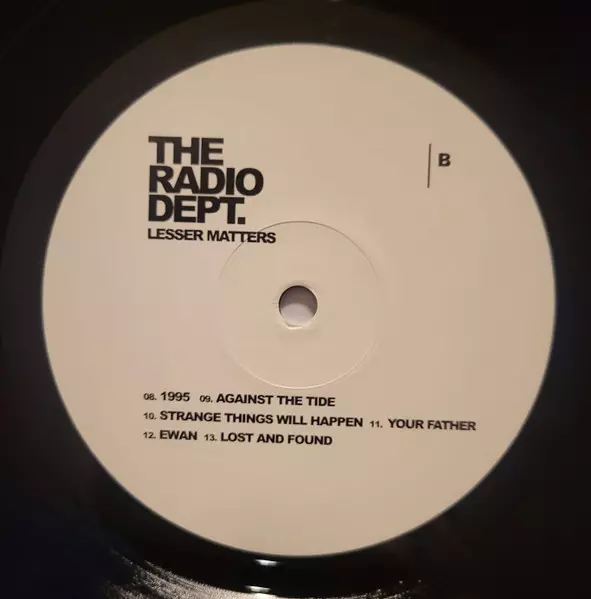 THE
RADIO
DEPT.
LESSER MATTERS
B
08. 1995 09. AGAINST THE TIDE
10. STRANGE THINGS WILL HAPPEN 11. YOUR FATHER
12. EWAN 13. LOST AND FOUND